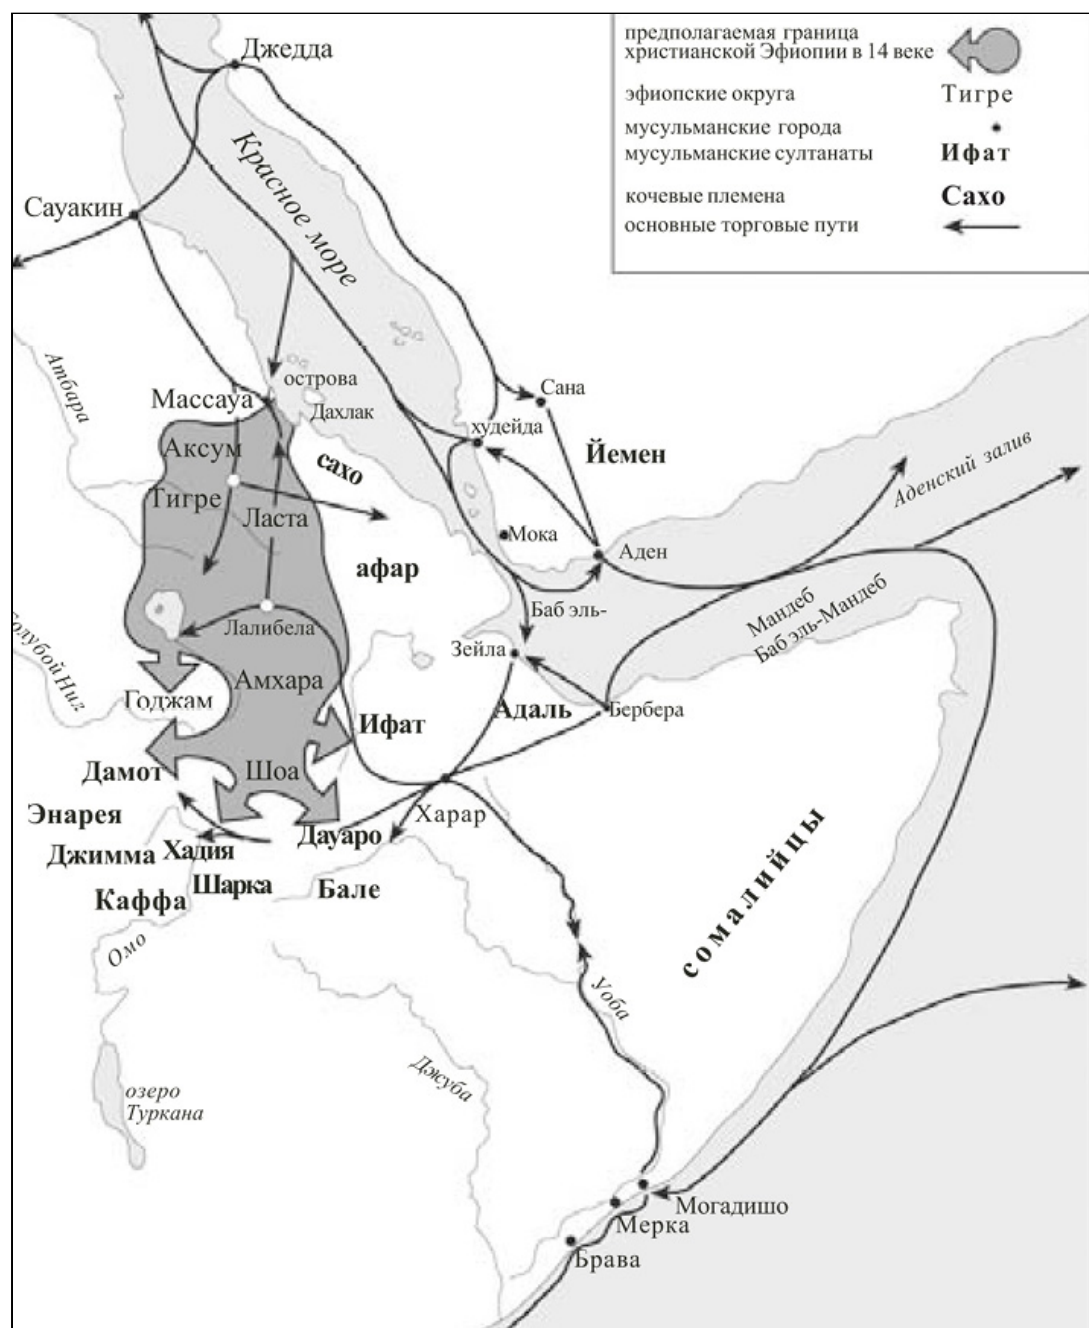 предполагаемая граница
христианской Эфиопии в 14 веке
эфиопские округа
Тигре
мусульманские города
мусульманские султанаты
Ифат
кочевые племена
Сахо
основные торговые пути
Джедда
Красное море
Сауакин
Атбара
острова
Дахлак
Массауа
Сана
худейда
Йемен
Аденский залив
Аксум
сахо
Тигре
Ласта
Мока
Аден
афар
Баб эль-
Мандеб
Баб эль-Мандеб
Лалибела
Зейла
Голубой Нил
Амхара
Годжам
Ифат
Адаль
Бербера
Дамот
Шоа
Энарея
Харар
Дауаро
Джимма
Хадия
Шарка
Бале
Каффа
сомалийцы
Омо
Уоба
Джуба
озеро
Туркана
Могадишо
Мерка
Брава